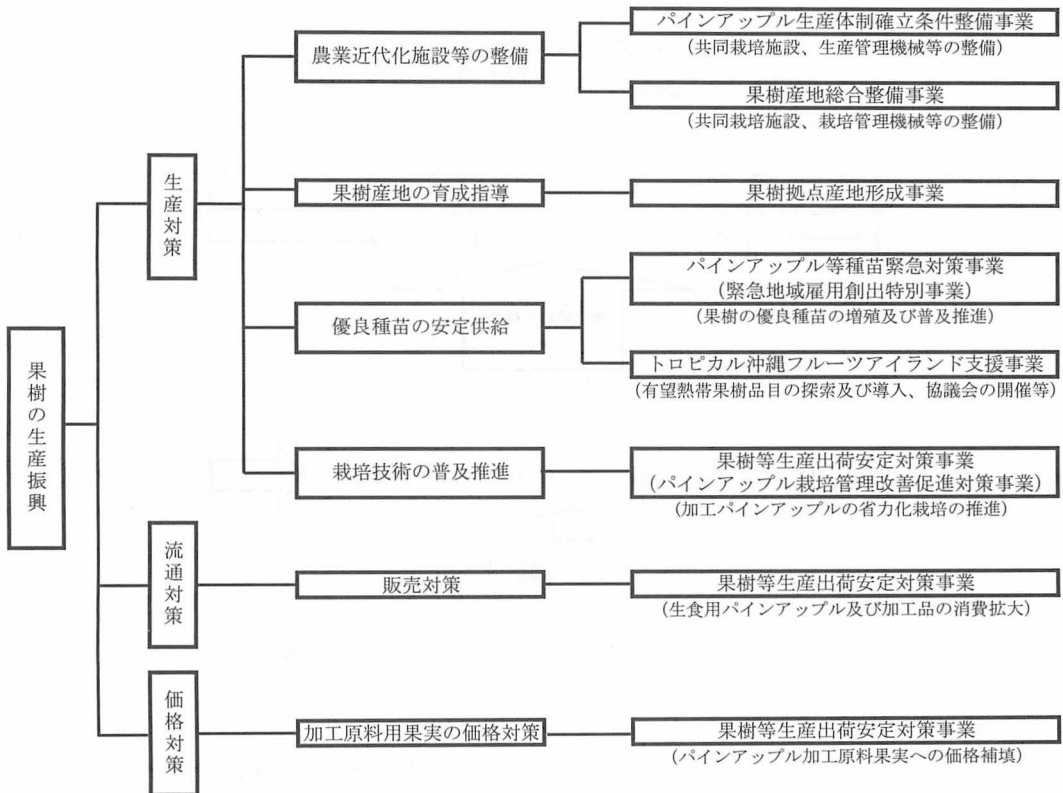 果樹の生産振興
生産対策
農業近代化施設等の整備
パインアップル生産体制確立条件整備事業
(共同栽培施設、生産管理機械等の整備)
果樹産地総合整備事業
(共同栽培施設、栽培管理機械等の整備)
果樹産地の育成指導
果樹拠点産地形成事業
優良種苗の安定供給
パインアップル等種苗緊急対策事業
(緊急地域雇用創出特別事業)
(果樹の優良種苗の増殖及び普及推進)
トロピカル沖縄フルーツアイランド支援事業
(有望熱帯果樹品目の探索及び導入、協議会の開催等)
栽培技術の普及推進
果樹等生産出荷安定対策事業
(パインアップル栽培管理改善促進対策事業)
(加工パインアップルの省力化栽培の推進)
流通対策
販売対策
果樹等生産出荷安定対策事業
(生食用パインアップル及び加工品の消費拡大)
価格対策
加工原料用果実の価格対策
果樹等生産出荷安定対策事業
(パインアップル加工原料果実への価格補填)